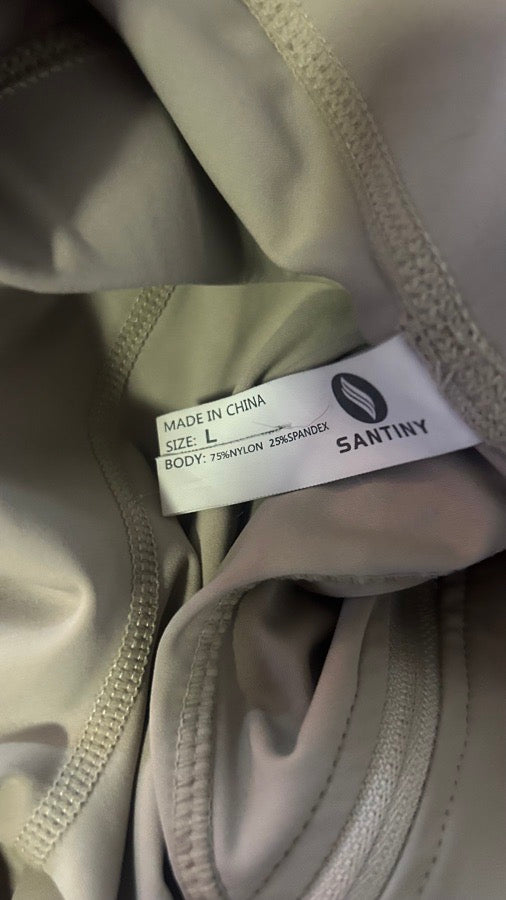 MADE IN CHINA
SIZE: L
BODY: 75%NYLON 25%SPANDEX
SANTINY